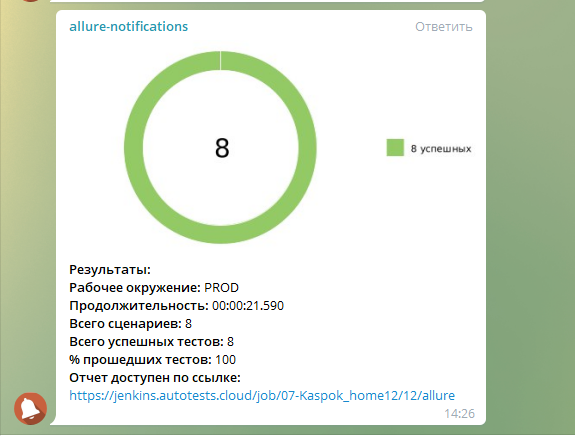 allure-notifications Ответить
8
8 успешных
Результаты:
Рабочее окружение: PROD
Продолжительность: 00:00:21.590
Всего сценариев: 8
Всего успешных тестов: 8
% прошедших тестов: 100
Отчет доступен по ссылке:
https://jenkins.autotests.cloud/job/07-Kaspok_home12/12/allure
14:26